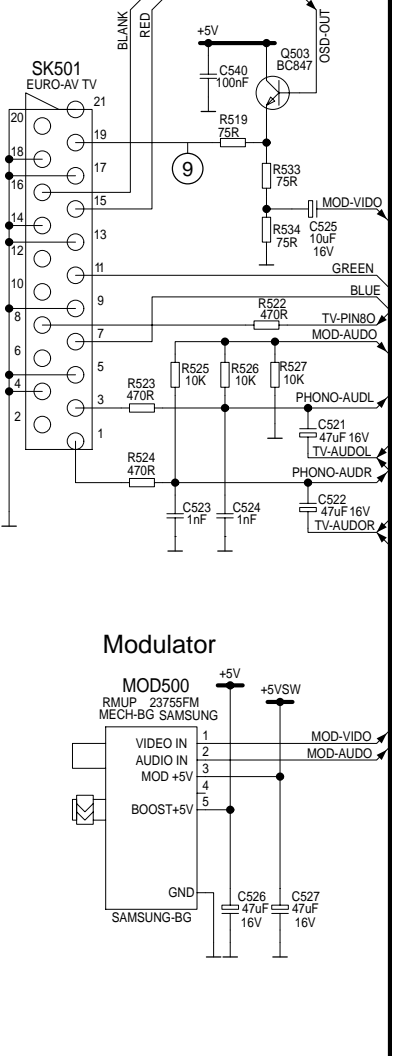 BLANK
RED
+5V
OSD-OUT
Q503
BC847
SK501
EURO-AV TV
C540
100nF
21
20
19
R519
75R
18
9
17
R533
75R
16
15
MOD-VIDO
14
R534
75R
C525
10uF
16V
13
12
11
GREEN
10
BLUE
9
R522
470R
8
TV-PIN8O
7
MOD-AUDO
6
R525
10K
R526
10K
R527
10K
5
R523
470R
4
3
PHONO-AUDL
2
C521
47uF 16V
TV-AUDOL
1
R524
470R
PHONO-AUDR
C523
1nF
C524
1nF
C522
47uF 16V
TV-AUDOR
Modulator
MOD500
+5V
+5VSW
RMUP 23755FM
MECH-BG SAMSUNG
VIDEO IN 1 MOD-VIDO
AUDIO IN 2 MOD-AUDO
MOD +5V 3
4
BOOST+5V 5
GND
C526
47uF
16V
C527
47uF
16V
SAMSUNG-BG